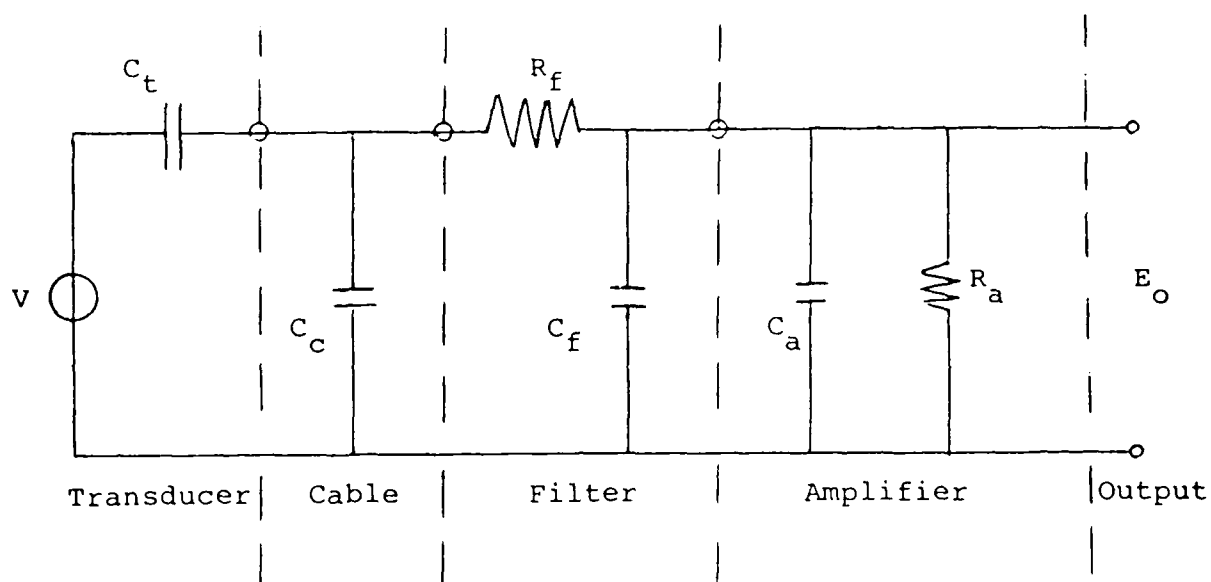 C_t
R_f
V
C_c
C_f
C_a
R_a
E_o
Transducer
Cable
Filter
Amplifier
Output